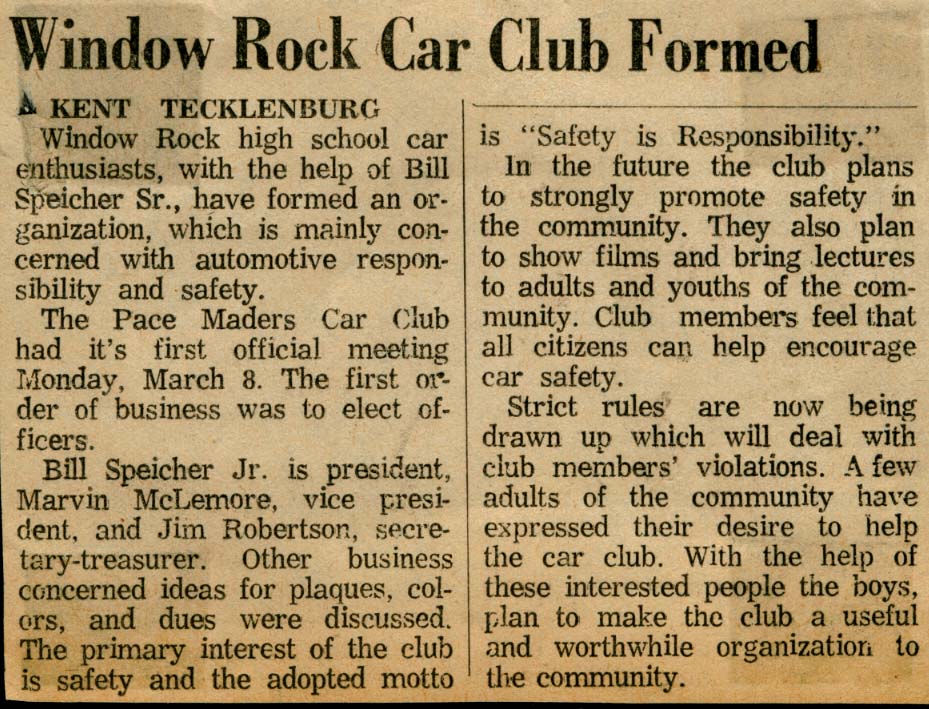 Window Rock Car Club Formed
KENT TECKLENBURG
Window Rock high school car
enthusiasts, with the help of Bill
Speicher Sr., have formed an or-
ganization, which is mainly con-
cerned with automotive respon-
sibility and safety.
The Pace Maders Car Club
had it's first official meeting
Monday, March 8. The first or-
der of business was to elect of-
ficers.
Bill Speicher Jr. is president,
Marvin McLemore, vice presi-
dent, and Jim Robertson, secre-
tary-treasurer. Other business
concerned ideas for plaques, col-
ors, and dues were discussed.
The primary interest of the club
is safety and the adopted motto
is "Safety is Responsibility."
In the future the club plans
to strongly promote safety in
the community. They also plan
to show films and bring lectures
to adults and youths of the com-
munity. Club members feel that
all citizens can help encourage
car safety.
Strict rules are now being
drawn up which will deal with
club members' violations. A few
adults of the community have
expressed their desire to help
the car club. With the help of
these interested people the boys,
plan to make the club a useful
and worthwhile organization to
the community.